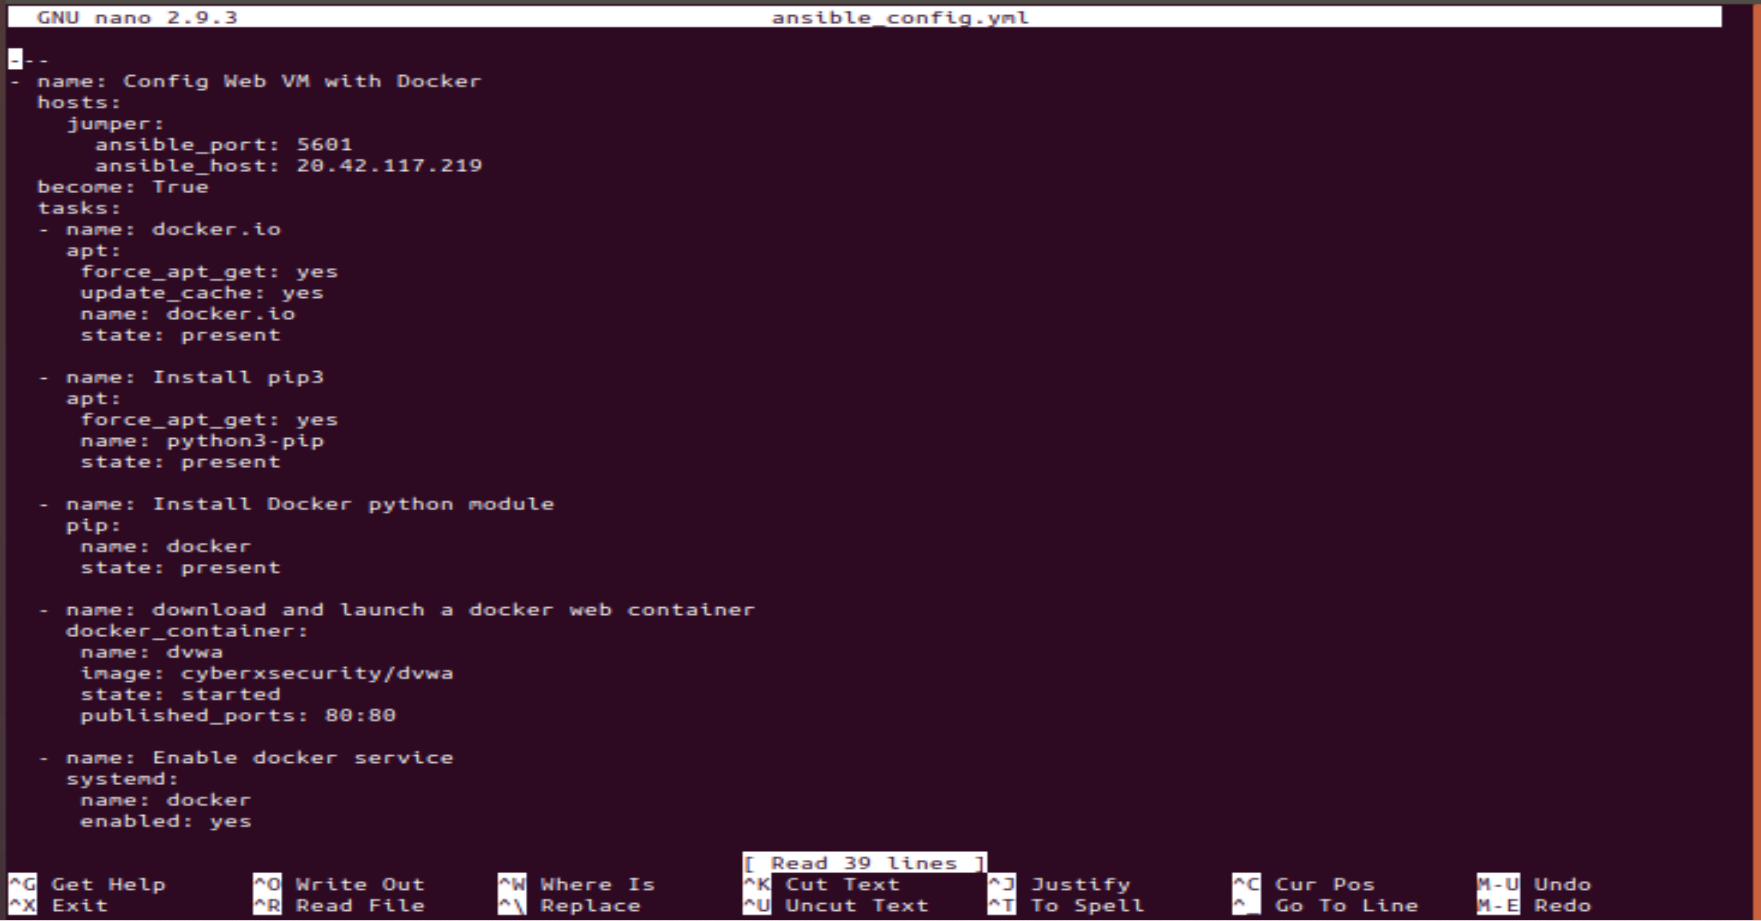 GNU nano 2.9.3 ansible_config.yml
---
- name: Config Web VM with Docker
  hosts:
    jumper:
      ansible_port: 5601
      ansible_host: 20.42.117.219
  become: True
  tasks:
  - name: docker.io
    apt:
     force_apt_get: yes
     update_cache: yes
     name: docker.io
     state: present
  - name: Install pip3
    apt:
     force_apt_get: yes
     name: python3-pip
     state: present
  - name: Install Docker python module
    pip:
     name: docker
     state: present
  - name: download and launch a docker web container
    docker_container:
     name: dvwa
     image: cyberxsecurity/dvwa
     state: started
     published_ports: 80:80
  - name: Enable docker service
    systemd:
     name: docker
     enabled: yes
[ Read 39 lines ]
^G Get Help ^O Write Out ^W Where Is ^K Cut Text ^J Justify ^C Cur Pos M-U Undo
^X Exit ^R Read File ^\ Replace ^U Uncut Text ^T To Spell ^_ Go To Line M-E Redo